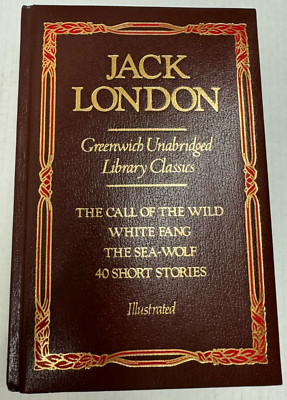 JACK
LONDON
Greenwich Unabridged
Library Classics
THE CALL OF THE WILD
WHITE FANG
THE SEA-WOLF
40 SHORT STORIES
Illustrated